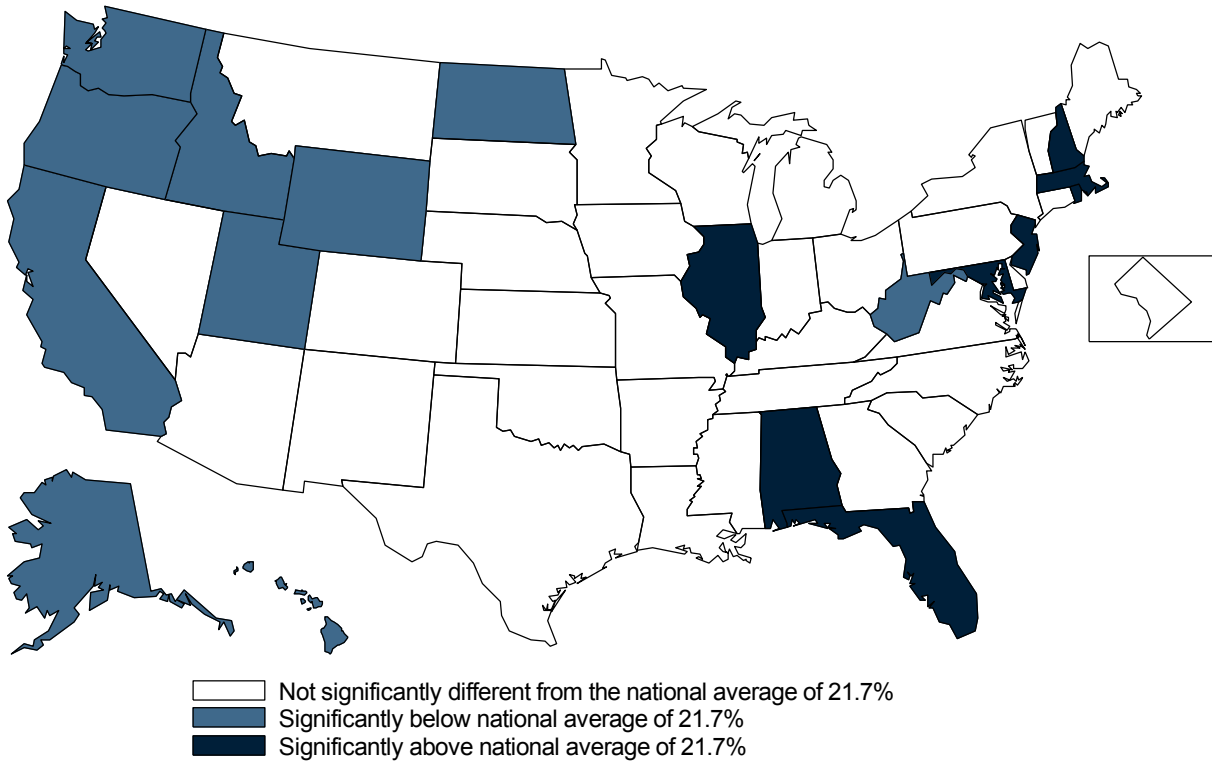 Not significantly different from the national average of 21.7%
Significantly below national average of 21.7%
Significantly above national average of 21.7%